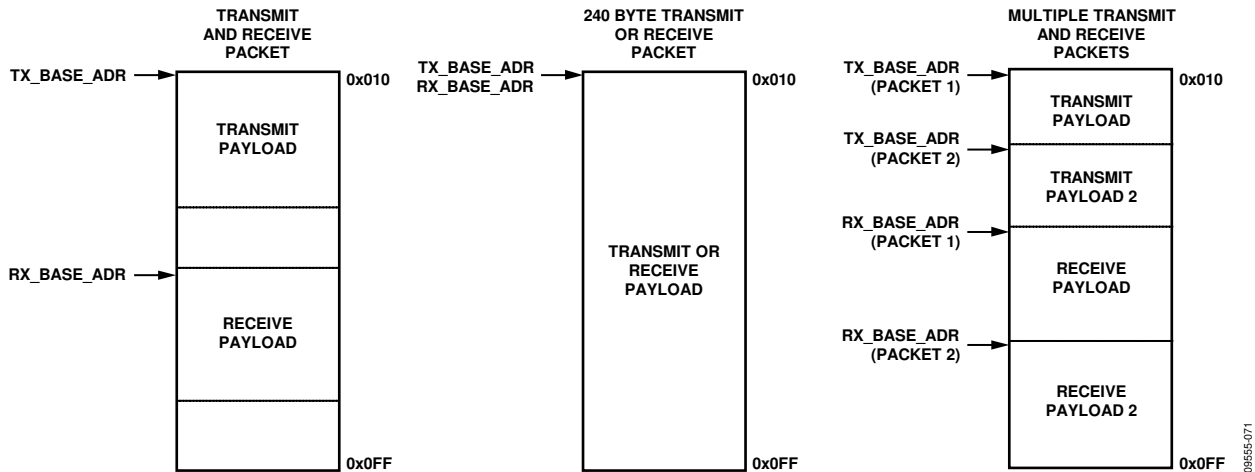 TRANSMIT
AND RECEIVE
PACKET
TX_BASE_ADR
0x010
TRANSMIT
PAYLOAD
RX_BASE_ADR
RECEIVE
PAYLOAD
0x0FF
240 BYTE TRANSMIT
OR RECEIVE
PACKET
TX_BASE_ADR
RX_BASE_ADR
0x010
TRANSMIT OR
RECEIVE
PAYLOAD
0x0FF
MULTIPLE TRANSMIT
AND RECEIVE
PACKETS
TX_BASE_ADR
(PACKET 1)
0x010
TRANSMIT
PAYLOAD
TX_BASE_ADR
(PACKET 2)
TRANSMIT
PAYLOAD 2
RX_BASE_ADR
(PACKET 1)
RECEIVE
PAYLOAD
RX_BASE_ADR
(PACKET 2)
RECEIVE
PAYLOAD 2
0x0FF
09555-071